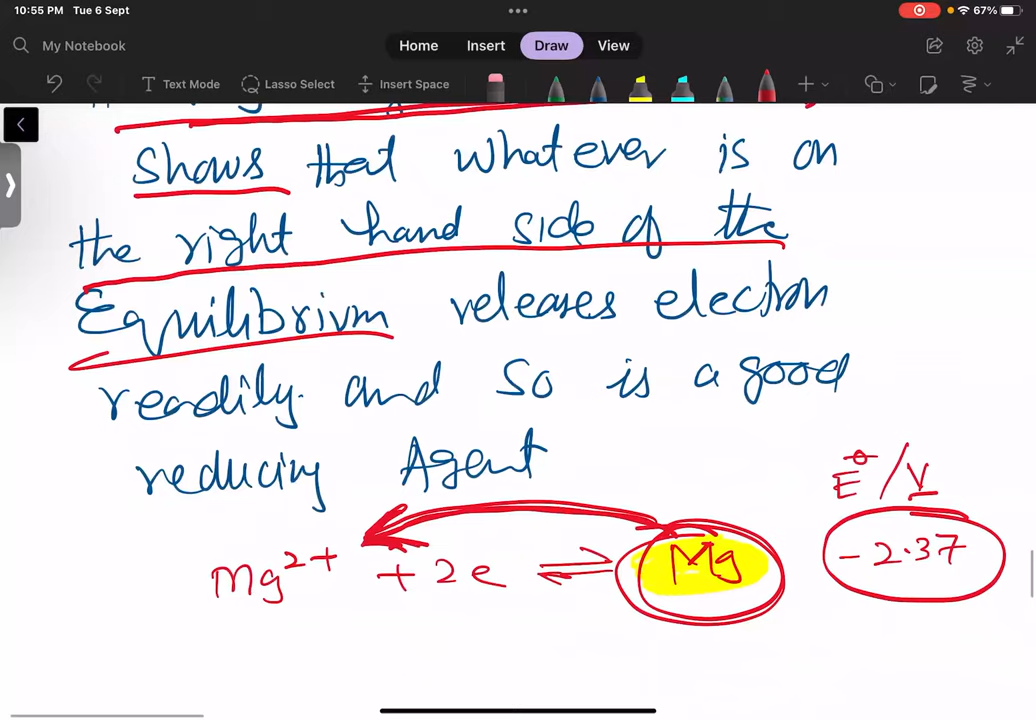 10:55 PM Tue 6 Sept
67%
My Notebook
Home Insert Draw View
Text Mode Lasso Select Insert Space
shows that whatever is on
the right hand side of the
Equilibrium releases electron
readily. and so is a good
reducing Agent
E⦵/V
Mg²⁺ + 2e ⇌ Mg -2.37